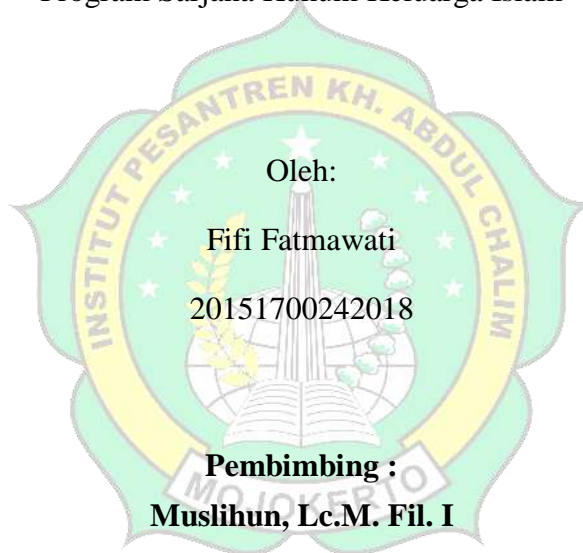 Program Sarjana Hukum Keluarga Islam
INSTITUT PESANTREN KH. ABDUL CHALIM
Oleh:
Fifi Fatmawati
20151700242018
Pembimbing :
Muslihun, Lc.M. Fil. I
MOJOKERTO